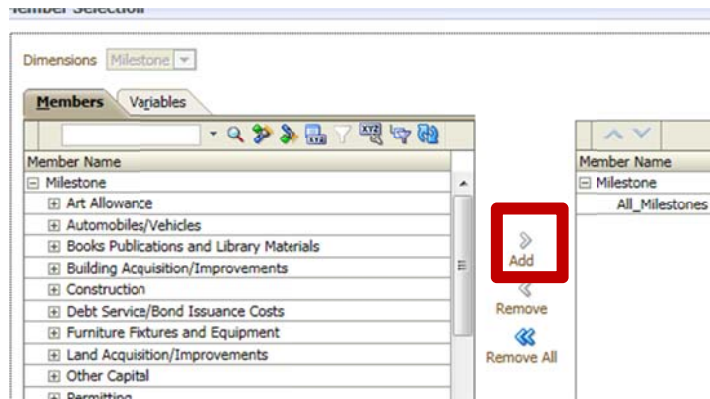 Member Selection
Dimensions Milestone
Members Variables
Member Name
Milestone
Art Allowance
Automobiles/Vehicles
Books Publications and Library Materials
Building Acquisition/Improvements
Construction
Debt Service/Bond Issuance Costs
Furniture Fixtures and Equipment
Land Acquisition/Improvements
Other Capital
Permitting
Add
Remove
Remove All
Member Name
Milestone
All_Milestones